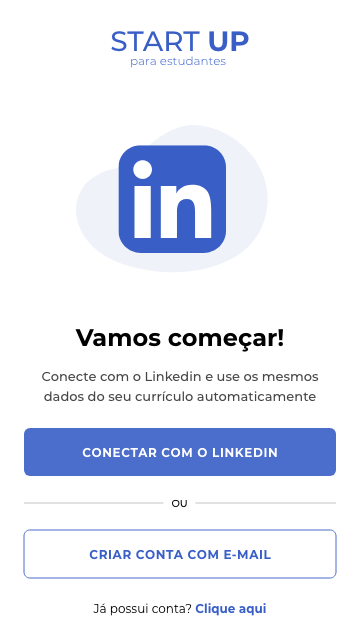 START UP
para estudantes
in
Vamos começar!
Conecte com o Linkedin e use os mesmos
dados do seu currículo automaticamente
CONECTAR COM O LINKEDIN
OU
CRIAR CONTA COM E-MAIL
Já possui conta? Clique aqui